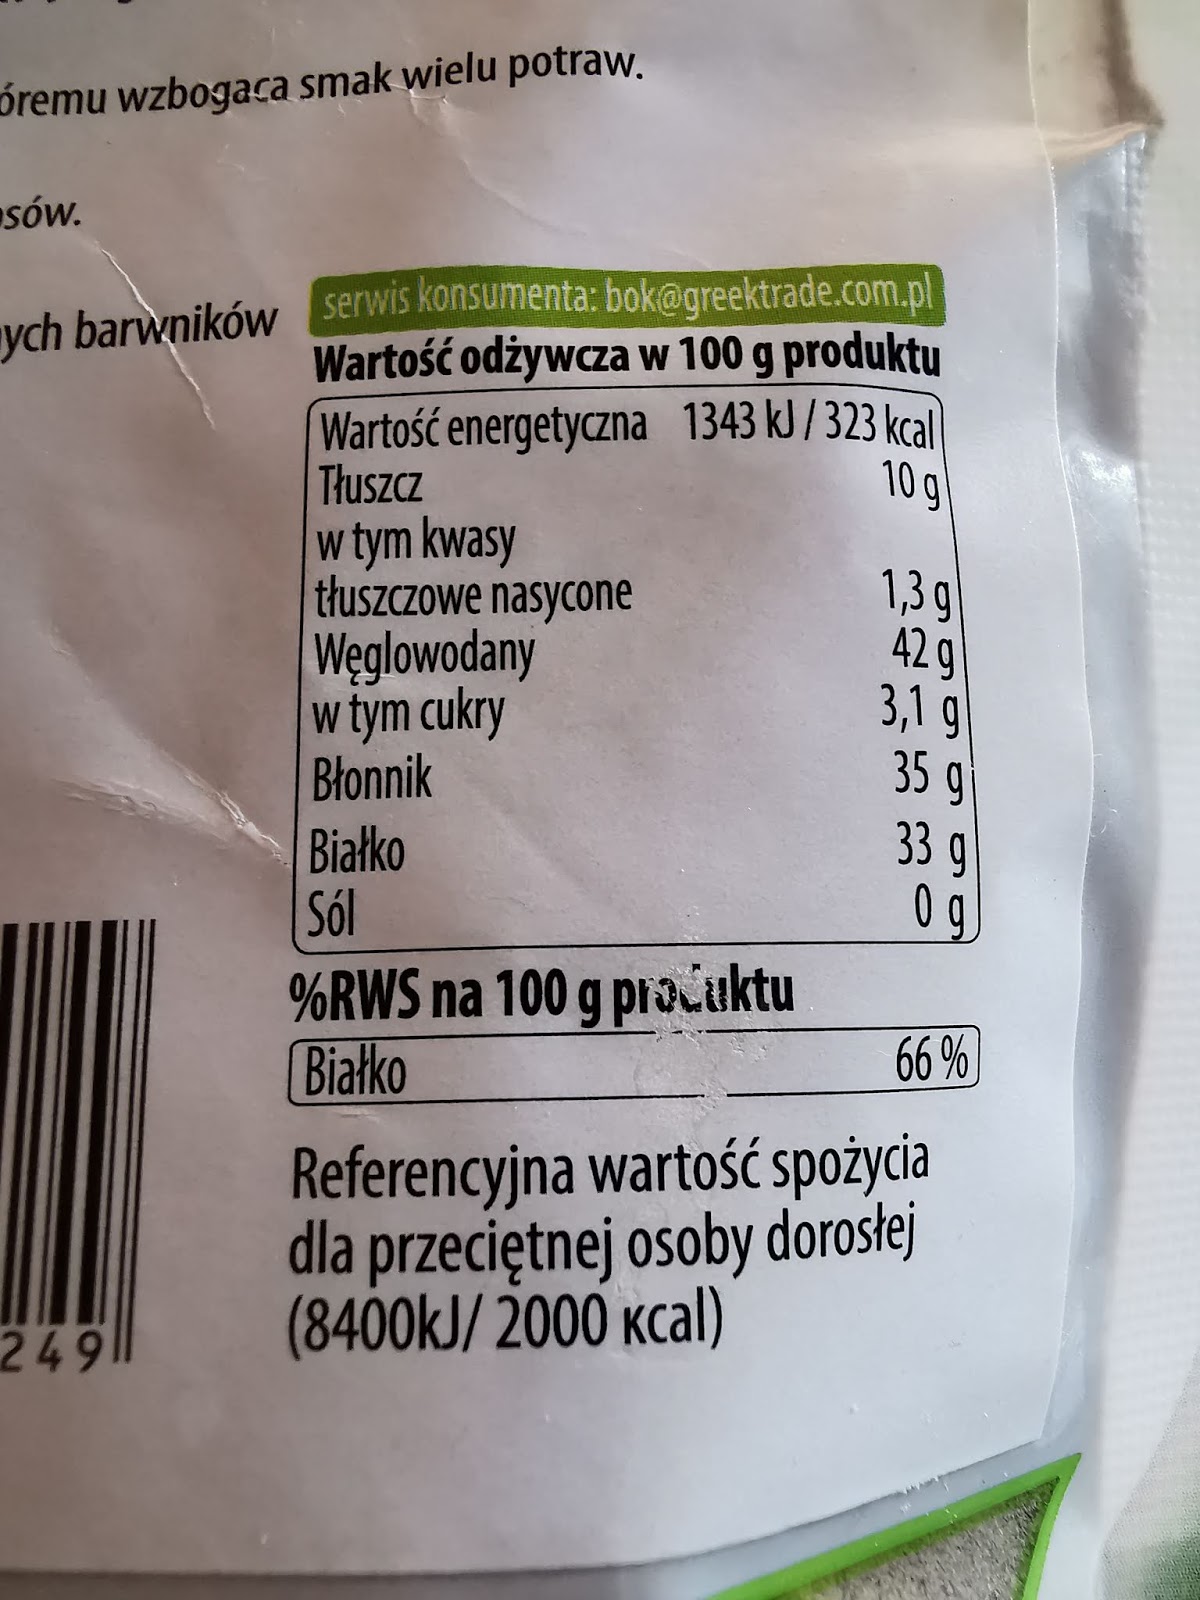 óremu wzbogaca smak wielu potraw.
sów.
ych barwników
serwis konsumenta: bok@greektrade.com.pl
Wartość odżywcza w 100 g produktu
Wartość energetyczna 1343 kJ / 323 kcal
Tłuszcz 10 g
w tym kwasy
tłuszczowe nasycone 1,3 g
Węglowodany 42 g
w tym cukry 3,1 g
Błonnik 35 g
Białko 33 g
Sól 0 g
%RWS na 100 g produktu
Białko 66 %
Referencyjna wartość spożycia
dla przeciętnej osoby dorosłej
(8400kJ/ 2000 kcal)
249